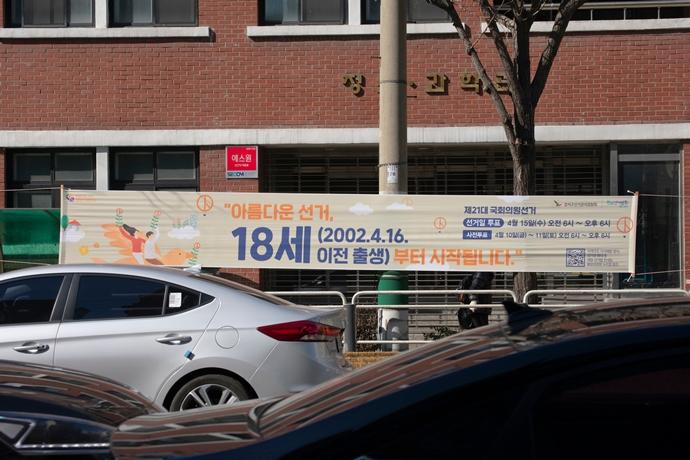 에스원
SECOM
"아름다운 선거,
18세 (2002.4.16.
이전 출생) 부터 시작됩니다."
제21대 국회의원선거
선거일 투표 4월 15일(수) 오전 6시 ~ 오후 6시
사전투표 4월 10일(금) ~ 11일(토) 오전 6시 ~ 오후 6시